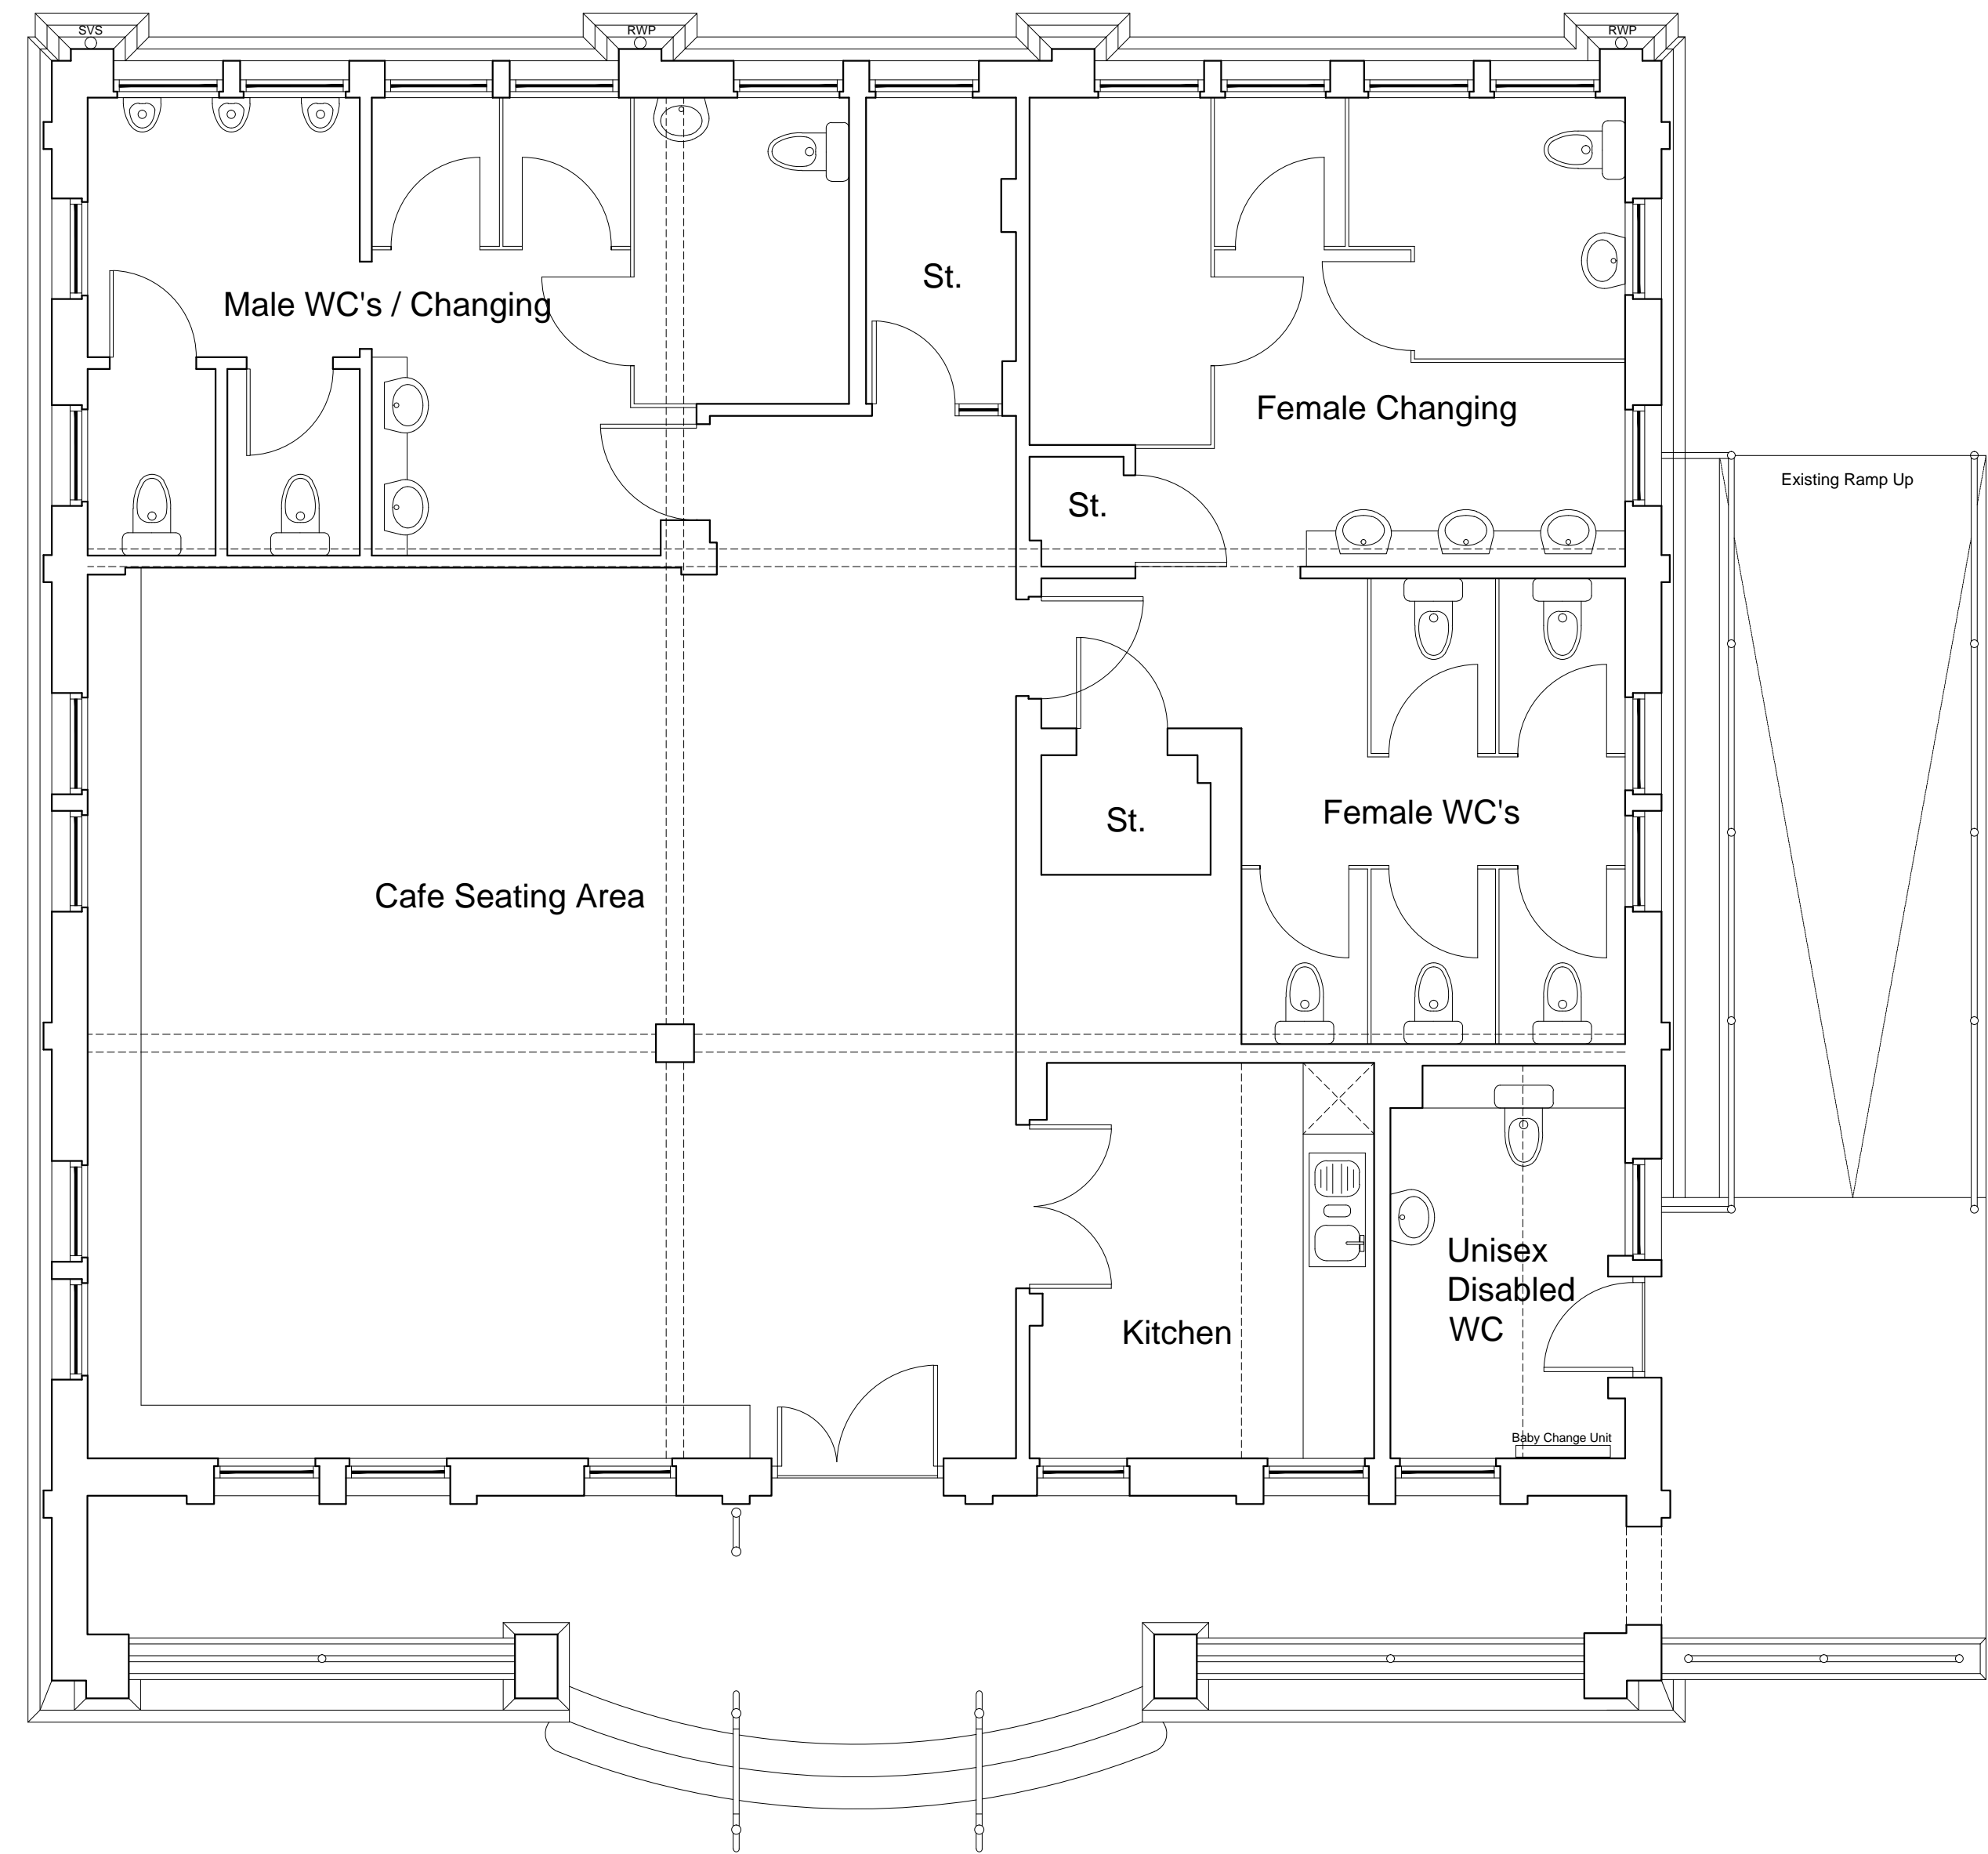 SVS
RWP
RWP
St.
Male WC's / Changing
Female Changing
Existing Ramp Up
St.
Female WC's
St.
Cafe Seating Area
Unisex
Disabled
WC
Kitchen
Baby Change Unit